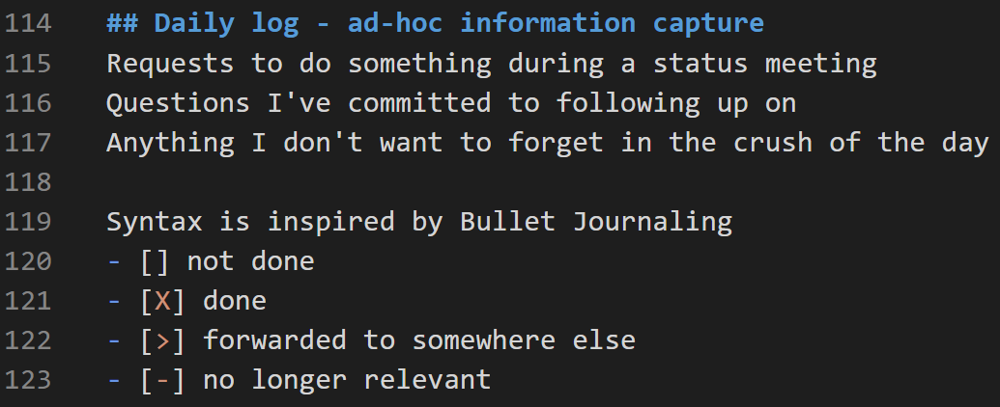 114 ## Daily log - ad-hoc information capture
115 Requests to do something during a status meeting
116 Questions I've committed to following up on
117 Anything I don't want to forget in the crush of the day
118
119 Syntax is inspired by Bullet Journaling
120 - [] not done
121 - [X] done
122 - [>] forwarded to somewhere else
123 - [-] no longer relevant